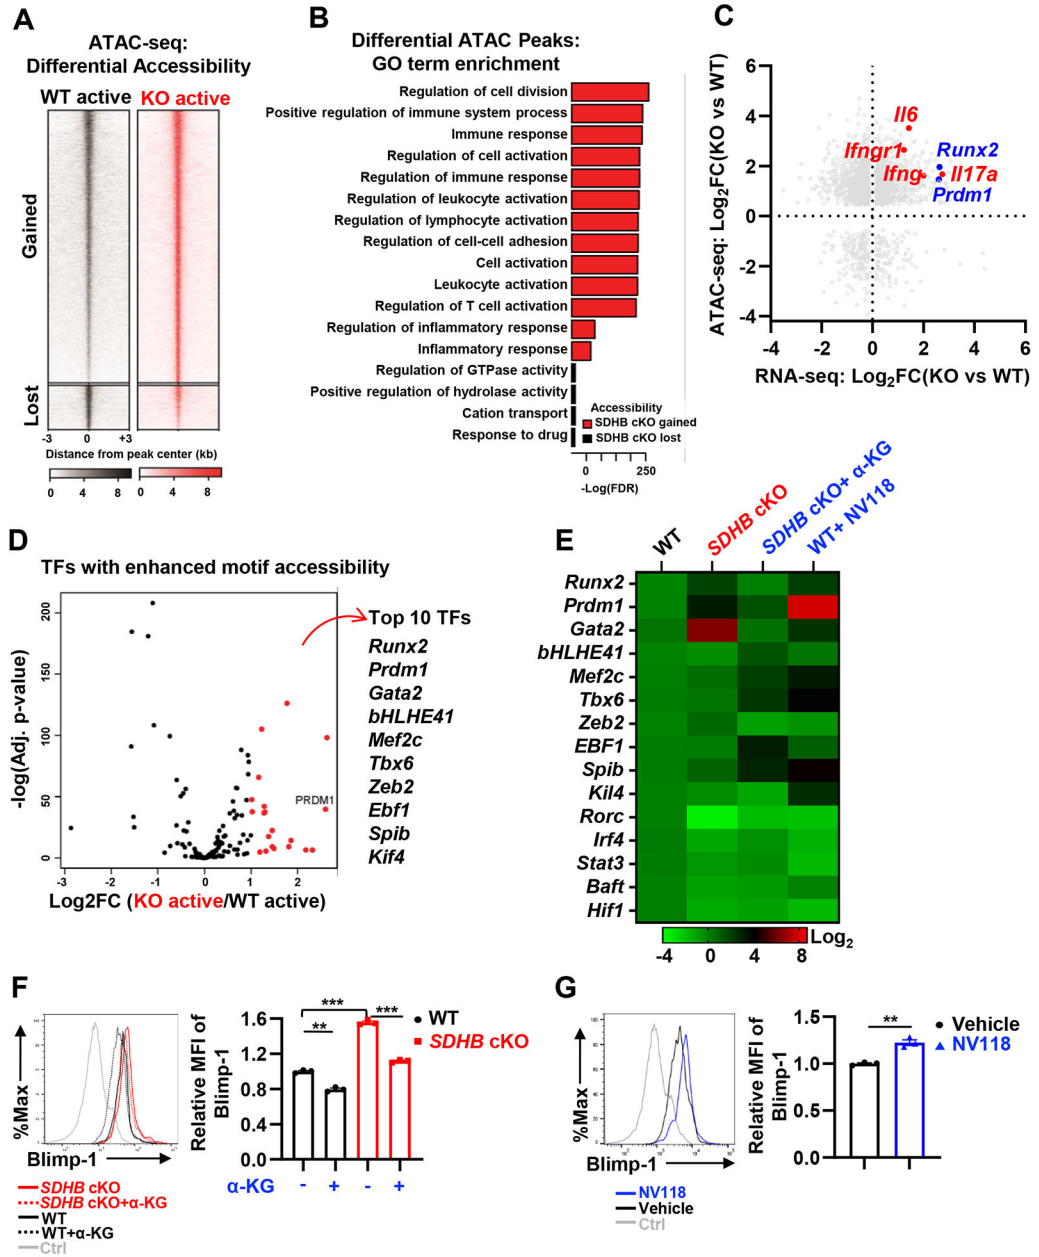 A
ATAC-seq:
Differential Accessibility
WT active KO active
Gained
Lost
-3 0 +3
Distance from peak center (kb)
0 4 8 0 4 8
B
Differential ATAC Peaks:
GO term enrichment
Regulation of cell division
Positive regulation of immune system process
Immune response
Regulation of cell activation
Regulation of immune response
Regulation of leukocyte activation
Regulation of lymphocyte activation
Regulation of cell-cell adhesion
Cell activation
Leukocyte activation
Regulation of T cell activation
Regulation of inflammatory response
Inflammatory response
Regulation of GTPase activity
Positive regulation of hydrolase activity
Cation transport
Response to drug
Accessibility
SDHB cKO gained
SDHB cKO lost
0 250
-Log(FDR)
C
ATAC-seq: Log2FC(KO vs WT)
6
4
2
0
-2
-4
Il6
Ifngr1
Runx2
Ifng
Il17a
Prdm1
-4 -2 0 2 4 6
RNA-seq: Log2FC(KO vs WT)
D
TFs with enhanced motif accessibility
-log(Adj. p-value)
200
150
100
50
0
PRDM1
-3 -2 -1 0 1 2
Log2FC (KO active/WT active)
Top 10 TFs
Runx2
Prdm1
Gata2
bHLHE41
Mef2c
Tbx6
Zeb2
Ebf1
Spib
Kif4
E
WT
SDHB cKO
SDHB cKO+ α-KG
WT+ NV118
Runx2
Prdm1
Gata2
bHLHE41
Mef2c
Tbx6
Zeb2
EBF1
Spib
Kil4
Rorc
Irf4
Stat3
Baft
Hif1
Log2
-4 0 4 8
F
%Max
Blimp-1
SDHB cKO
SDHB cKO+α-KG
WT
WT+α-KG
Ctrl
Relative MFI of
Blimp-1
1.6
1.2
0.8
0.4
0.0
***
**
***
WT
SDHB cKO
α-KG - + - +
G
%Max
Blimp-1
NV118
Vehicle
Ctrl
Relative MFI of
Blimp-1
1.5
1.0
0.5
0.0
**
Vehicle
NV118